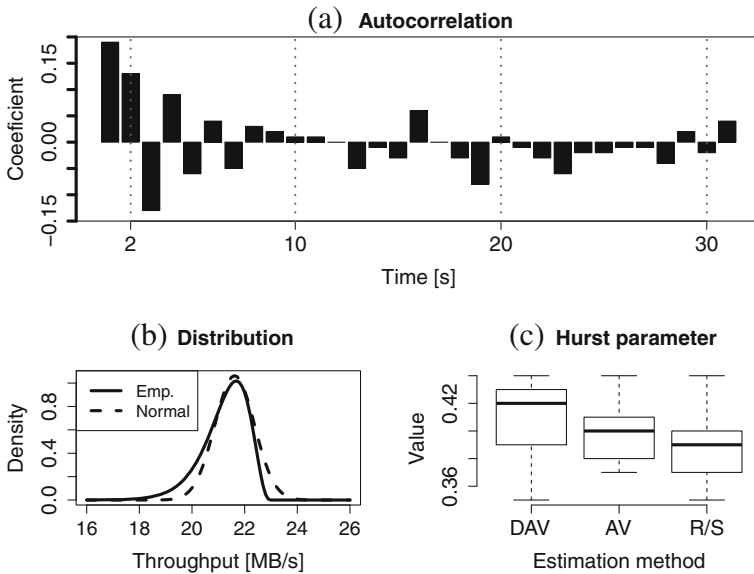 (a) Autocorrelation
Coeefficient
0.15
0.00
−0.15
2 10 20 30
Time [s]
(b) Distribution
Density
0.8
0.4
0.0
Emp.
Normal
16 18 20 22 24 26
Throughput [MB/s]
(c) Hurst parameter
Value
0.42
0.36
DAV AV R/S
Estimation method